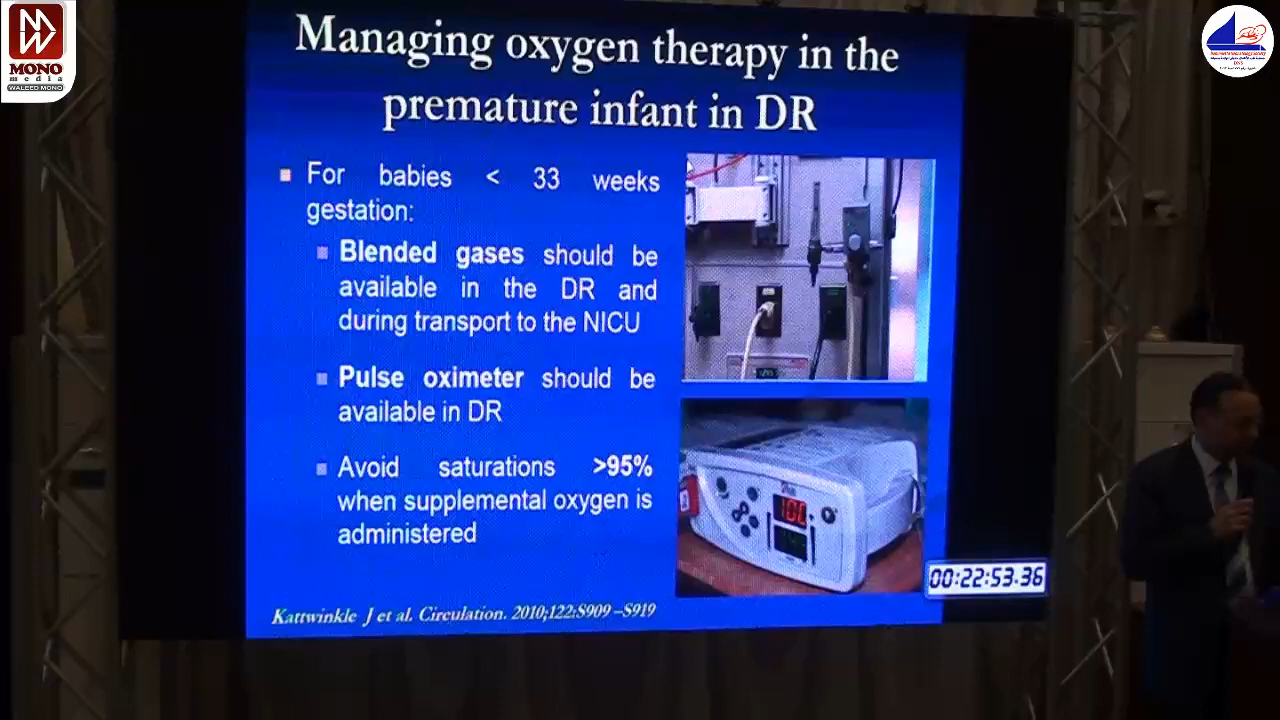 MONO
media
WALEED MONO
Managing oxygen therapy in the
premature infant in DR
For babies < 33 weeks
gestation:
Blended gases should be
available in the DR and
during transport to the NICU
Pulse oximeter should be
available in DR
Avoid saturations >95%
when supplemental oxygen is
administered
Kattwinkle J et al. Circulation. 2010;122:S909–S919
100
00:22:53.36
DNS